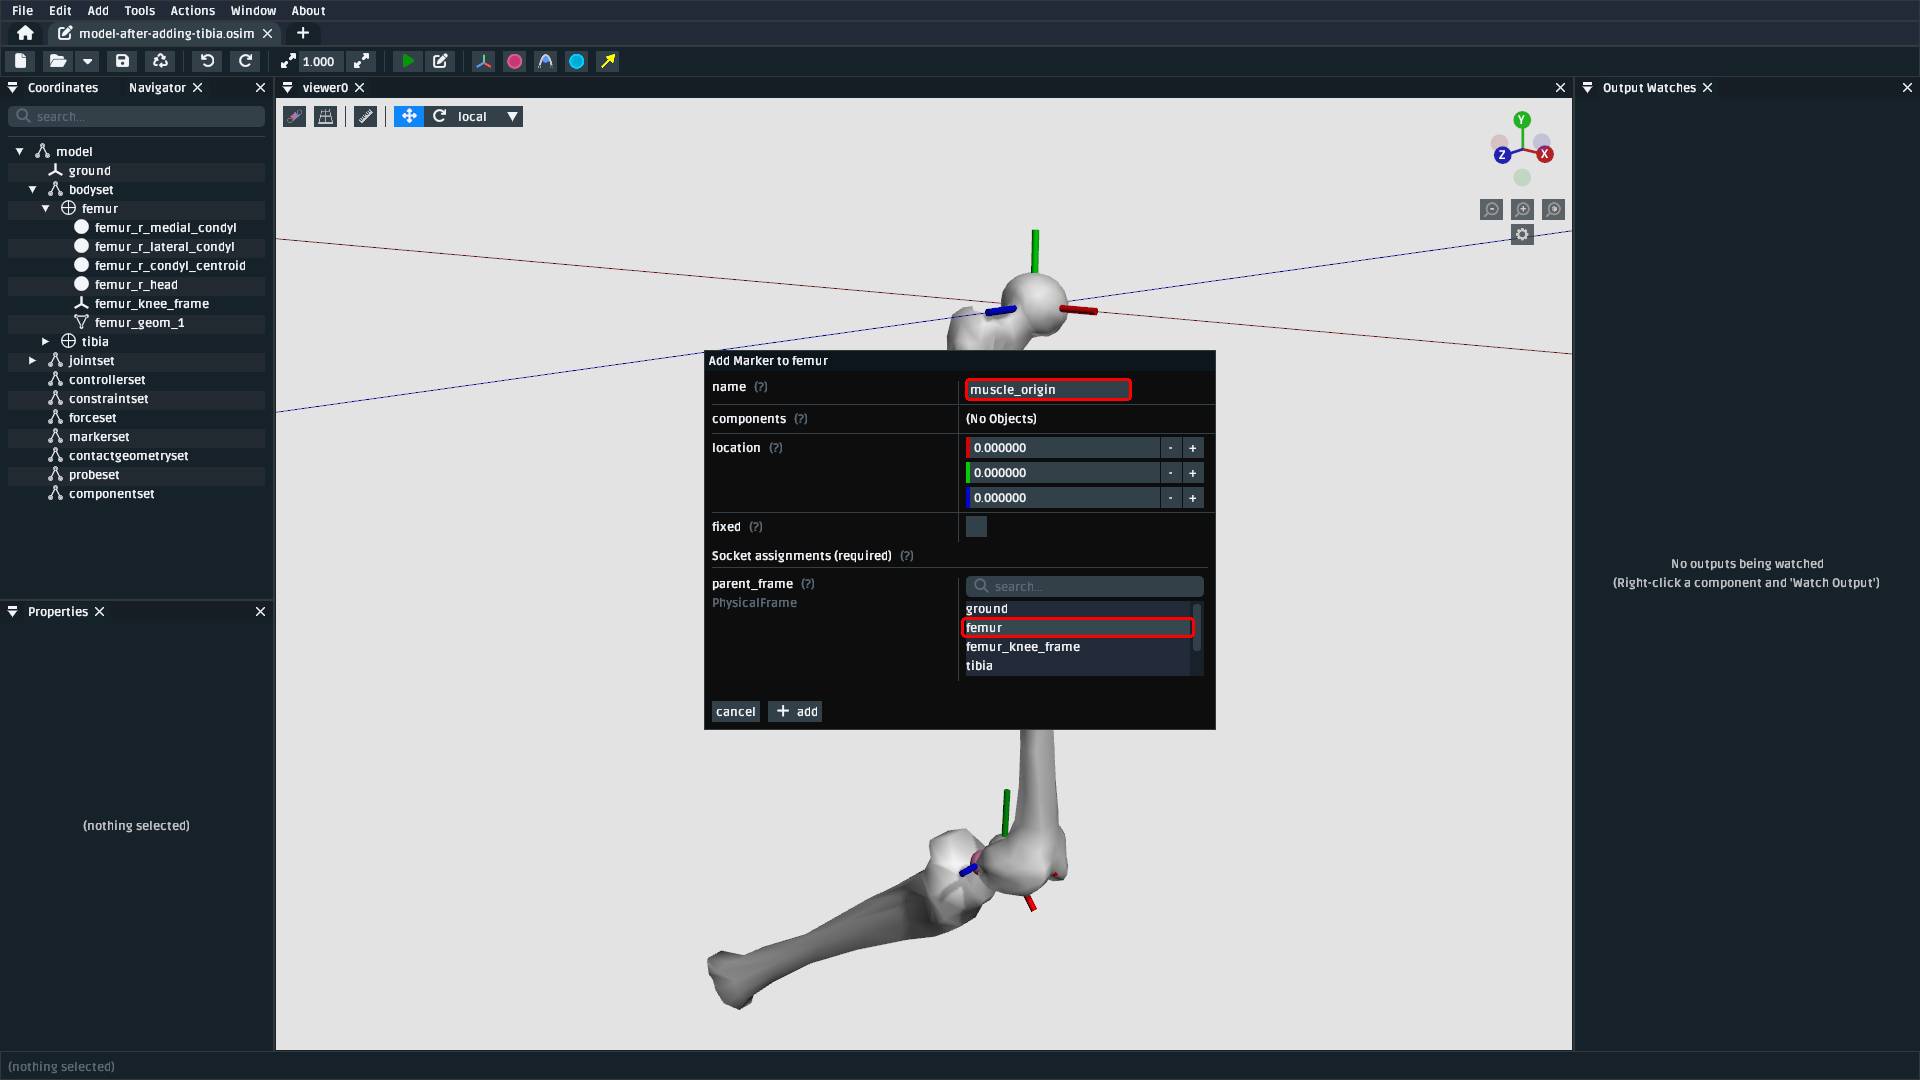 File Edit Add Tools Actions Window About
model-after-adding-tibia.osim
1.000
Coordinates Navigator
search...
model
ground
bodyset
femur
femur_r_medial_condyl
femur_r_lateral_condyl
femur_r_condyl_centroid
femur_r_head
femur_knee_frame
femur_geom_1
tibia
jointset
controllerset
constraintset
forceset
markerset
contactgeometryset
probeset
componentset
Properties
(nothing selected)
viewer0
local
Y
Z
X
Add Marker to femur
name (?) muscle_origin
components (?) (No Objects)
location (?) 0.000000 - +
0.000000 - +
0.000000 - +
fixed (?)
Socket assignments (required) (?)
parent_frame (?) search...
PhysicalFrame
ground
femur
femur_knee_frame
tibia
cancel + add
Output Watches
No outputs being watched
(Right-click a component and 'Watch Output')
(nothing selected)